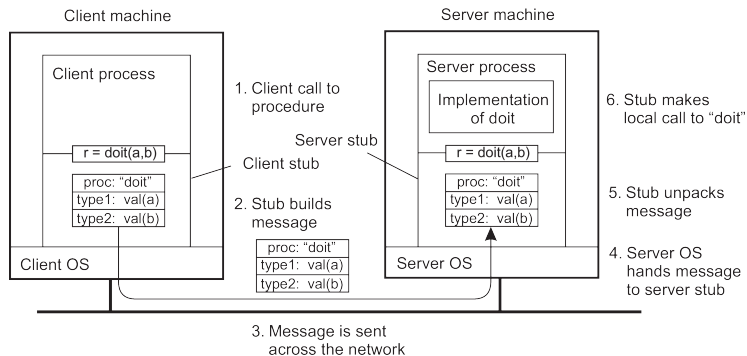 Client machine
Server machine
Client process
1. Client call to
procedure
r = doit(a,b)
Client stub
proc: “doit”
type1: val(a)
type2: val(b)
2. Stub builds
message
proc: “doit”
type1: val(a)
type2: val(b)
Client OS
3. Message is sent
across the network
Server process
Implementation
of doit
Server stub
r = doit(a,b)
proc: “doit”
type1: val(a)
type2: val(b)
Server OS
6. Stub makes
local call to “doit”
5. Stub unpacks
message
4. Server OS
hands message
to server stub